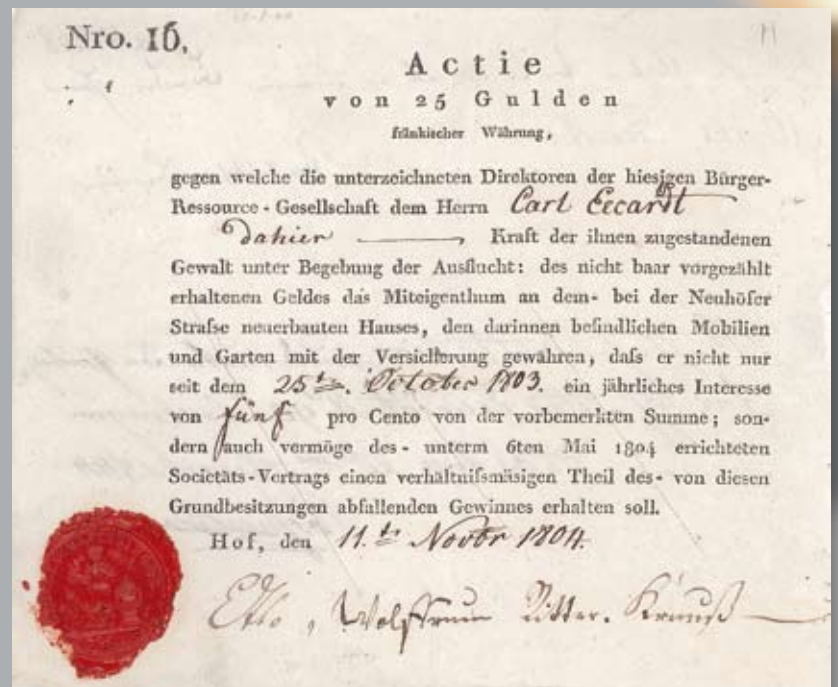 Nro. 16,
Actie
von 25 Gulden
fränkischer Währung,
gegen welche die unterzeichneten Direktoren der hiesigen Bürger-
Ressource-Gesellschaft dem Herrn Carl Eccardt
dahier Kraft der ihnen zugestandenen
Gewalt unter Begebung der Ausflucht: des nicht baar vorgezählt
erhaltenen Geldes das Miteigenthum an dem- bei der Neuhöfer
Strafse neuerbauten Hauses, den darinnen befindlichen Mobilien
und Garten mit der Versicherung gewähren, dafs er nicht nur
seit dem 25ten October 1803. ein jährliches Interesse
von fünf pro Cento von der vorbemerkten Summe; son-
dern auch vermöge des- unterm 6ten Mai 1804 errichteten
Societäts-Vertrags einen verhältnifsmäsigen Theil des- von diesen
Grundbesitzungen abfallenden Gewinnes erhalten soll.
Hof, den 11.ten Novbr 1804.
Wolffrum Ritter. Krauß